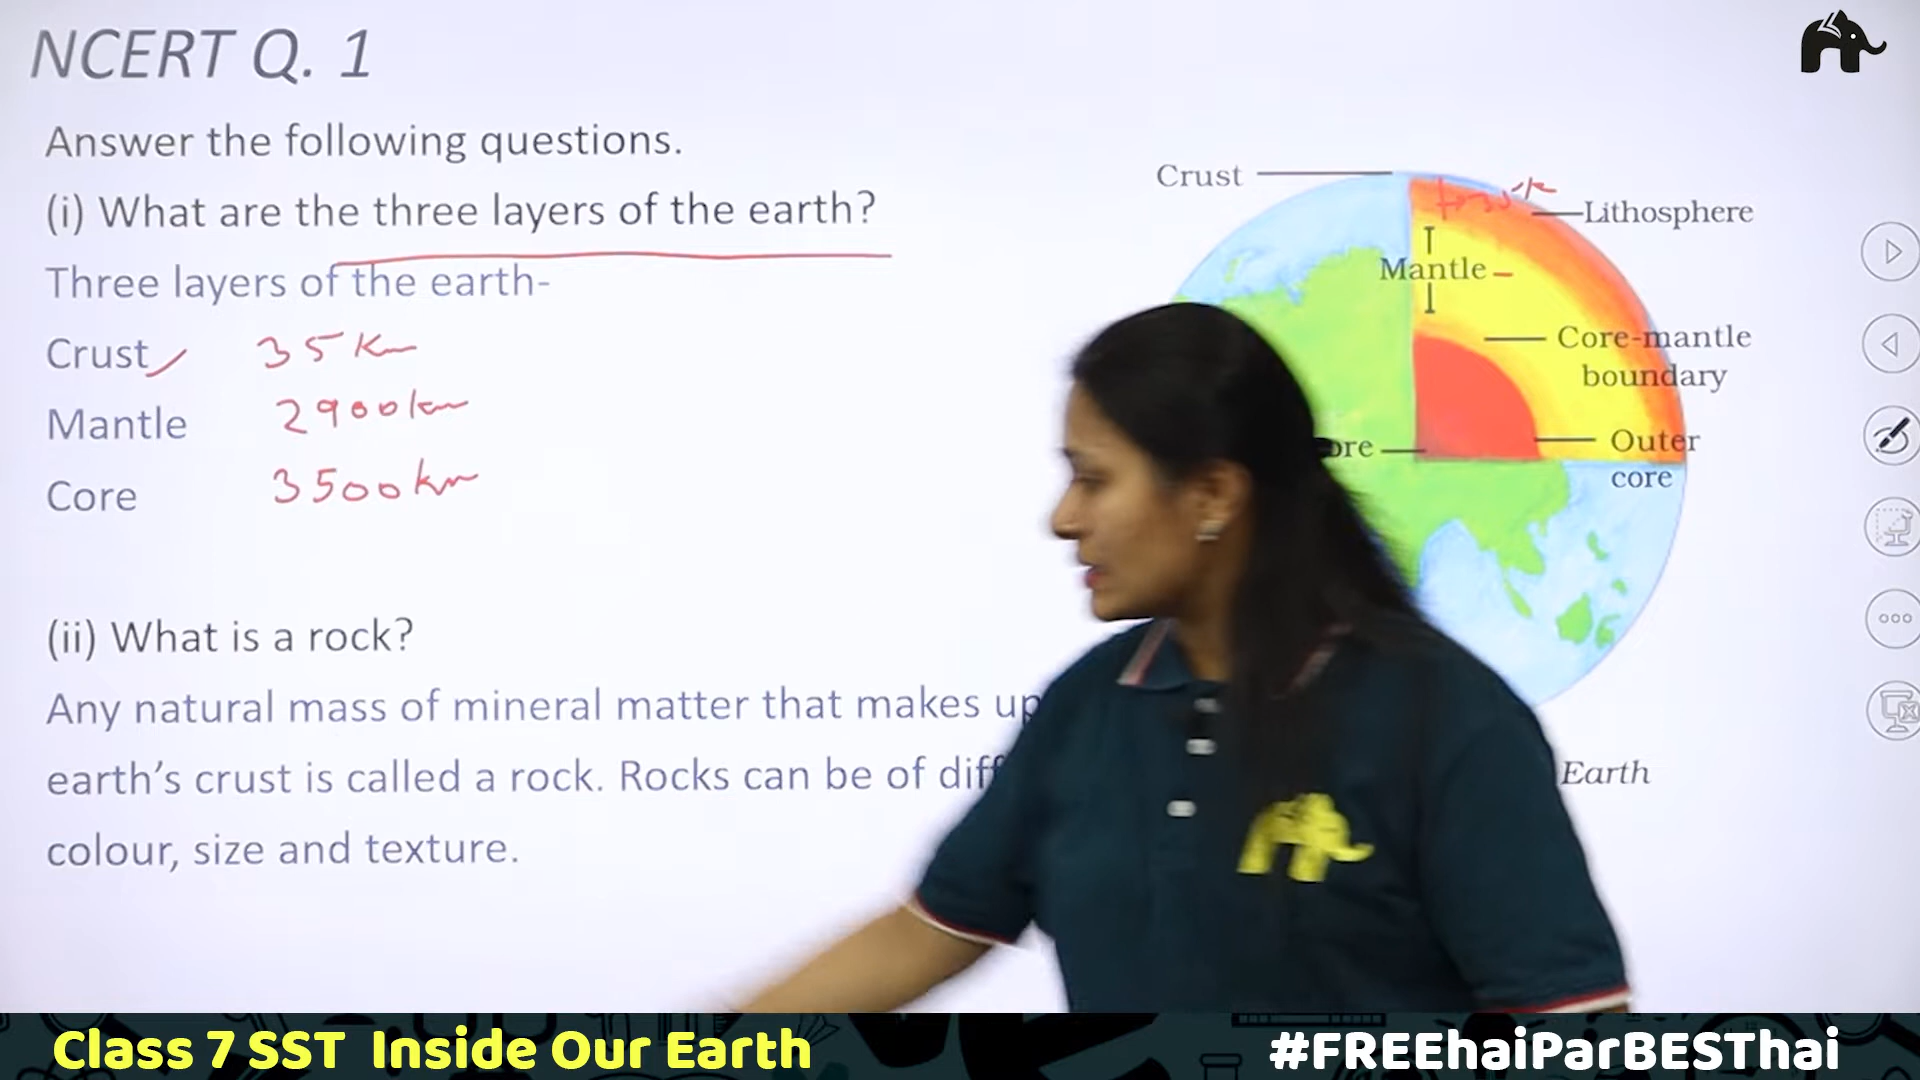 NCERT Q. 1
Answer the following questions.
(i) What are the three layers of the earth?
Three layers of the earth-
Crust 35 Km
Mantle 2900 km
Core 3500 km
(ii) What is a rock?
Any natural mass of mineral matter that makes up
earth's crust is called a rock. Rocks can be of
colour, size and texture.
Crust
Lithosphere
Mantle
Core-mantle
boundary
Outer
core
Earth
Class 7 SST Inside Our Earth
#FREEhaiParBESThai